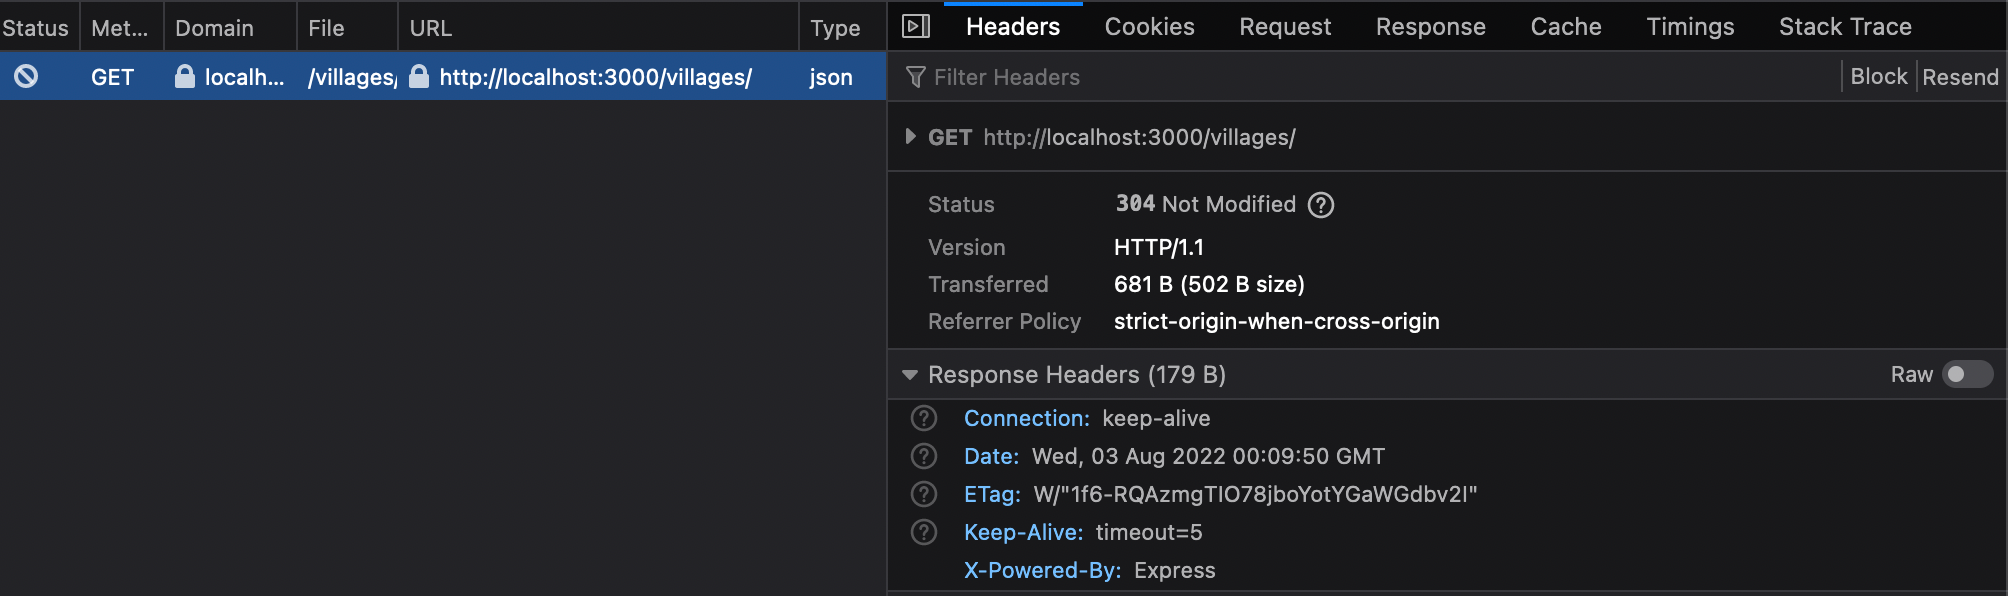 Status Met... Domain File URL Type
GET localh... /villages/ http://localhost:3000/villages/ json
Headers Cookies Request Response Cache Timings Stack Trace
Filter Headers Block Resend
GET http://localhost:3000/villages/
Status 304 Not Modified
Version HTTP/1.1
Transferred 681 B (502 B size)
Referrer Policy strict-origin-when-cross-origin
Response Headers (179 B) Raw
Connection: keep-alive
Date: Wed, 03 Aug 2022 00:09:50 GMT
ETag: W/"1f6-RQAzmgTIO78jboYotYGaWGdbv2I"
Keep-Alive: timeout=5
X-Powered-By: Express